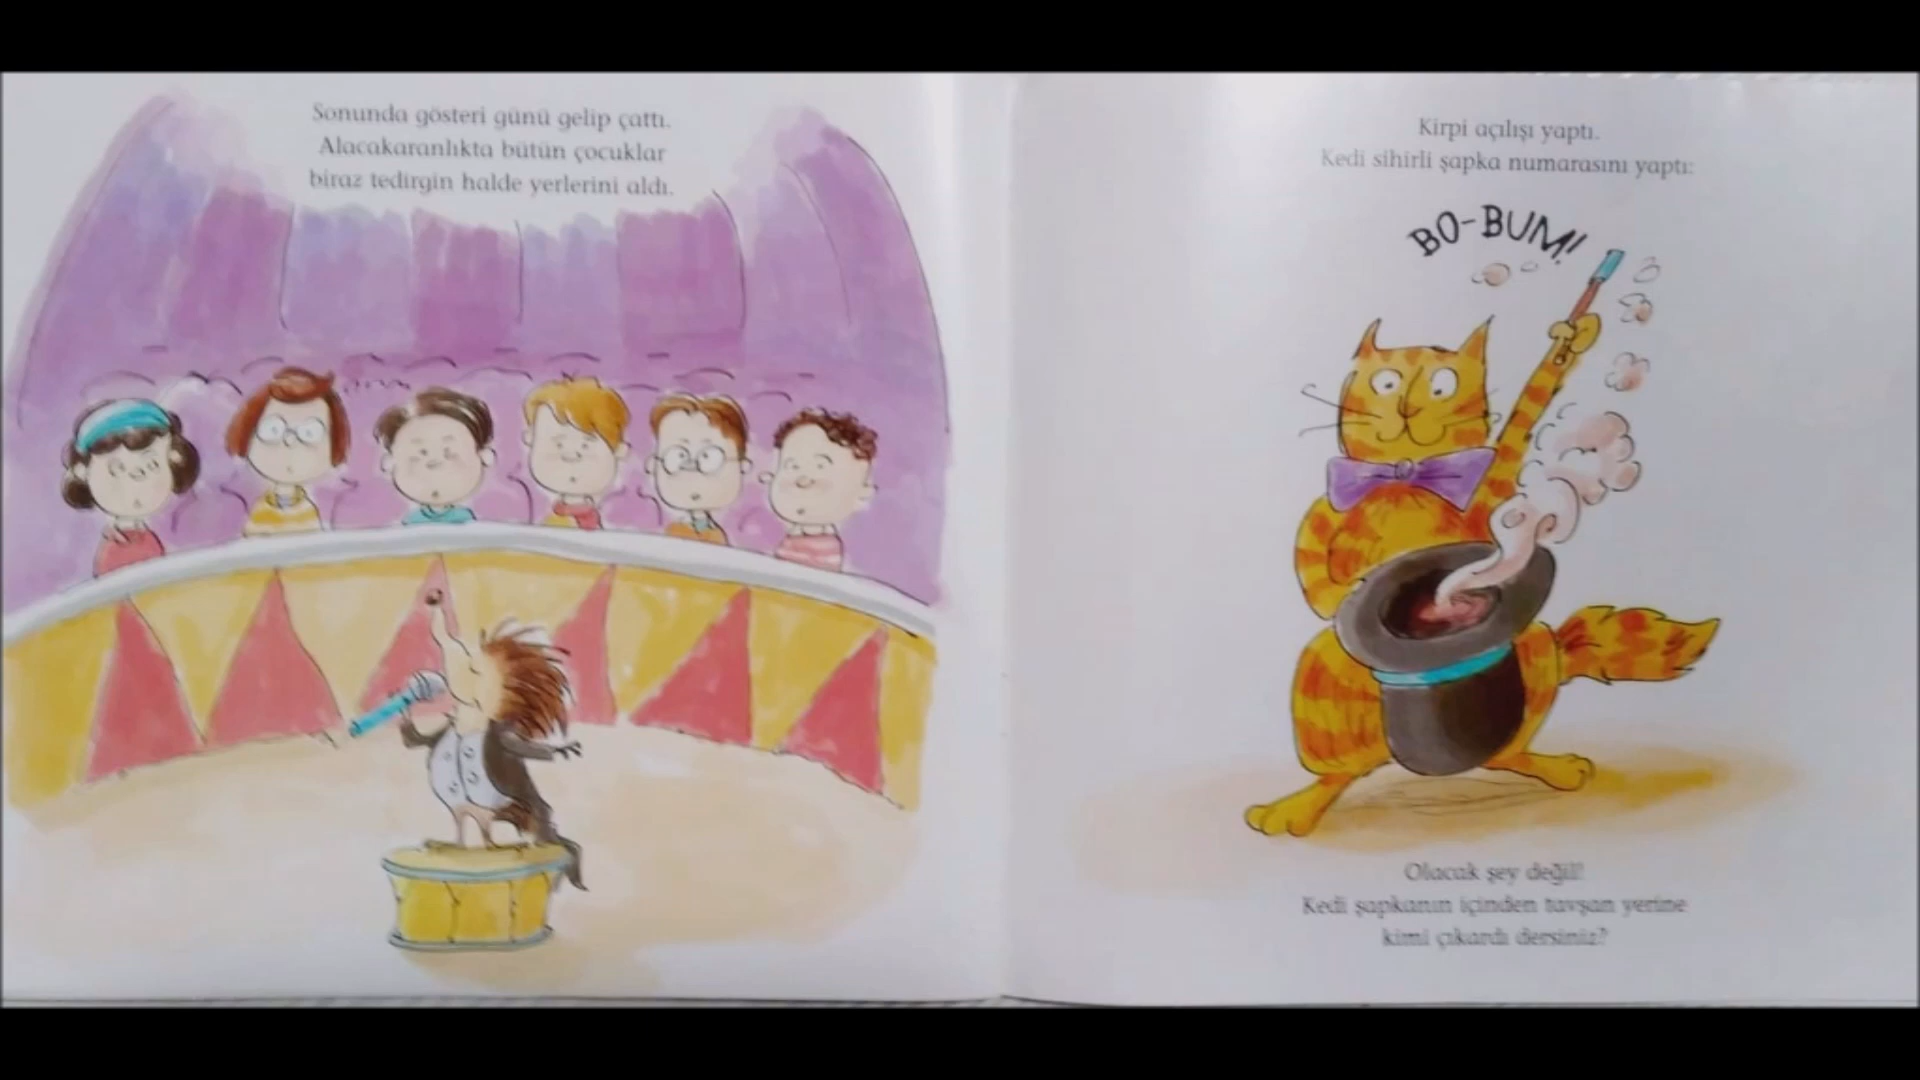 Sonunda gösteri günü gelip çattı.
Alacakaranlıkta bütün çocuklar
biraz tedirgin halde yerlerini aldı.
Kirpi açılışı yaptı.
Kedi sihirli şapka numarasını yaptı:
BO-BUM!
Olacak şey değil!
Kedi şapkanın içinden tavşan yerine
kimi çıkardı dersiniz?